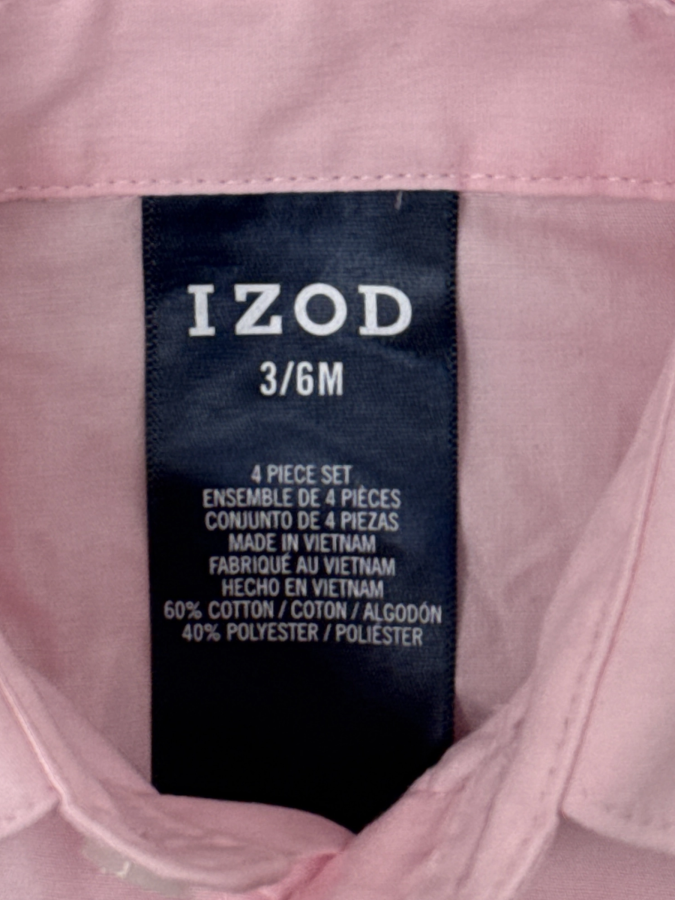 IZOD
3/6M
4 PIECE SET
ENSEMBLE DE 4 PIÈCES
CONJUNTO DE 4 PIEZAS
MADE IN VIETNAM
FABRIQUÉ AU VIETNAM
HECHO EN VIETNAM
60% COTTON / COTON / ALGODÓN
40% POLYESTER / POLIÉSTER